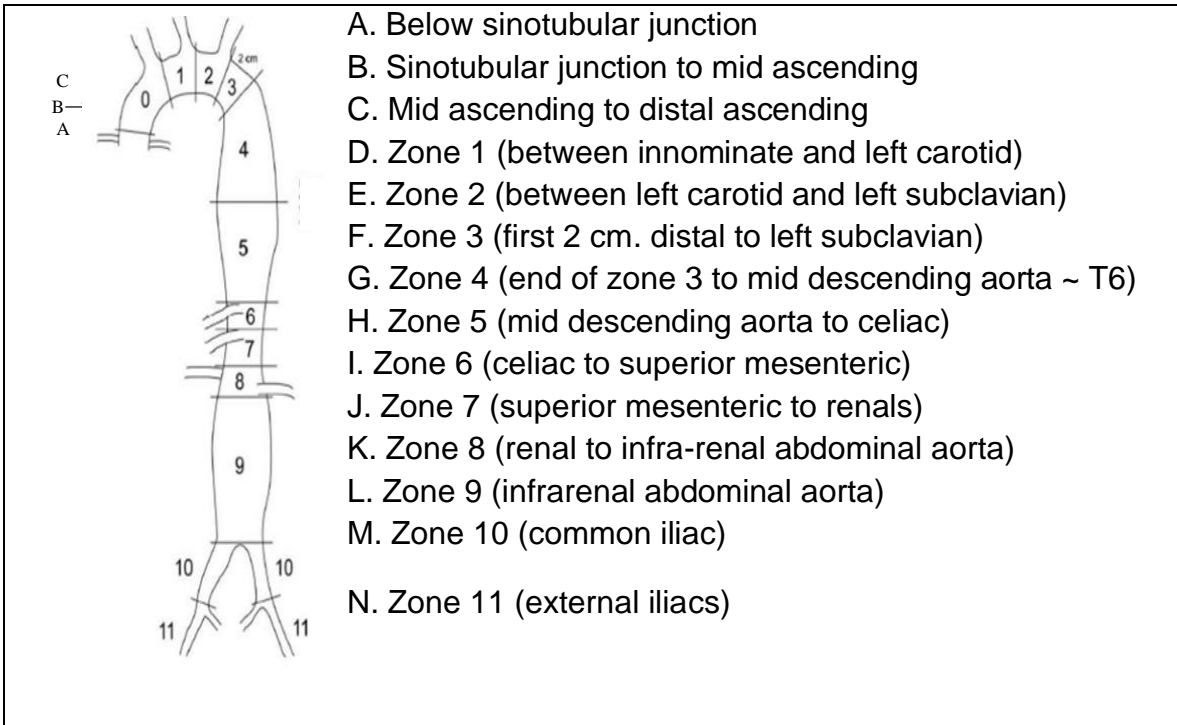 A. Below sinotubular junction
B. Sinotubular junction to mid ascending
C. Mid ascending to distal ascending
D. Zone 1 (between innominate and left carotid)
E. Zone 2 (between left carotid and left subclavian)
F. Zone 3 (first 2 cm. distal to left subclavian)
G. Zone 4 (end of zone 3 to mid descending aorta ~ T6)
H. Zone 5 (mid descending aorta to celiac)
I. Zone 6 (celiac to superior mesenteric)
J. Zone 7 (superior mesenteric to renals)
K. Zone 8 (renal to infra-renal abdominal aorta)
L. Zone 9 (infrarenal abdominal aorta)
M. Zone 10 (common iliac)
N. Zone 11 (external iliacs)
C
B
A
2 cm
0
1
2
3
4
5
6
7
8
9
10
10
11
11